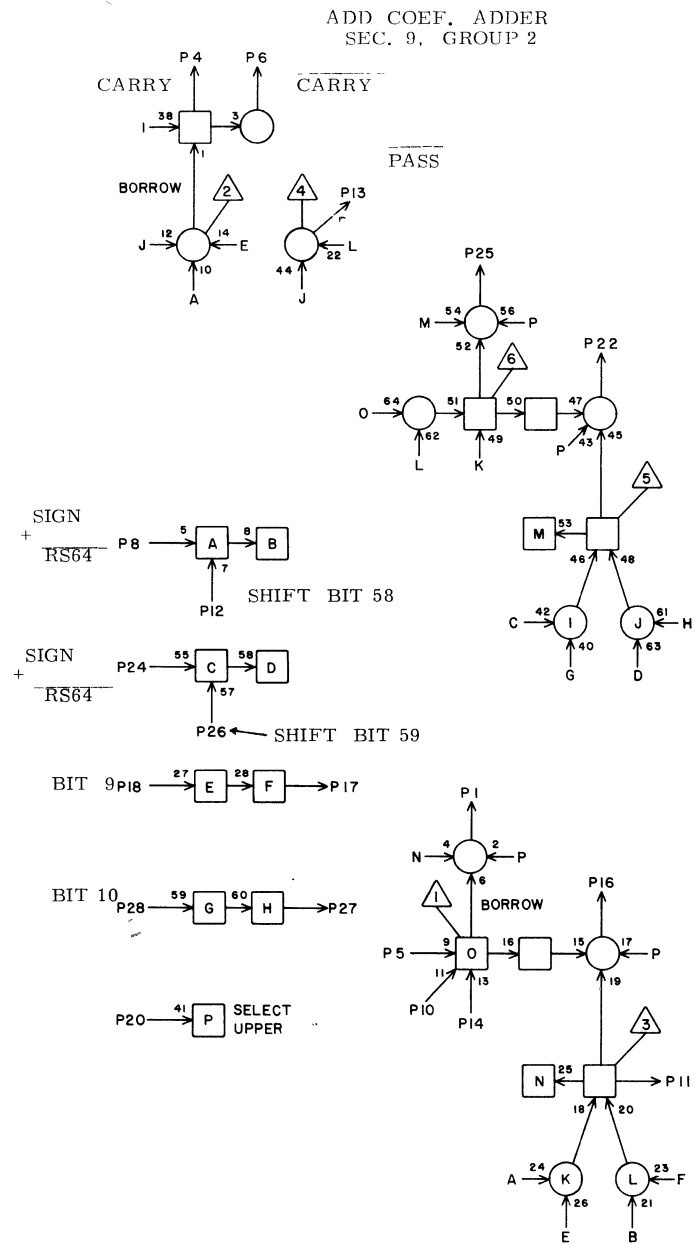 ADD COEF. ADDER
SEC. 9, GROUP 2
P4
P6
CARRY
CARRY
I 38
3
1
PASS
BORROW
2
4
P13
J 12
14 E
10
A
22 L
44
J
P25
M 54
56 P
52
6
P22
O 64
51
50
47
62
49
P 43
45
L
K
5
SIGN
+
RS64
P8 5 A 8 B
7
P12
SHIFT BIT 58
M 53
46
48
C 42 I
J 61 H
40
63
G
D
SIGN
+
RS64
P24 55 C 58 D
57
P26
SHIFT BIT 59
BIT 9 P18 27 E 28 F P17
P1
N 4
2 P
6
BIT 10 P28 59 G 60 H P27
1
BORROW
P16
P5 9 O 16
15
17 P
11
13
19
P10
P14
P20 41 P SELECT
UPPER
3
N 25
P11
18
20
A 24 K
L 23 F
26
21
E
B